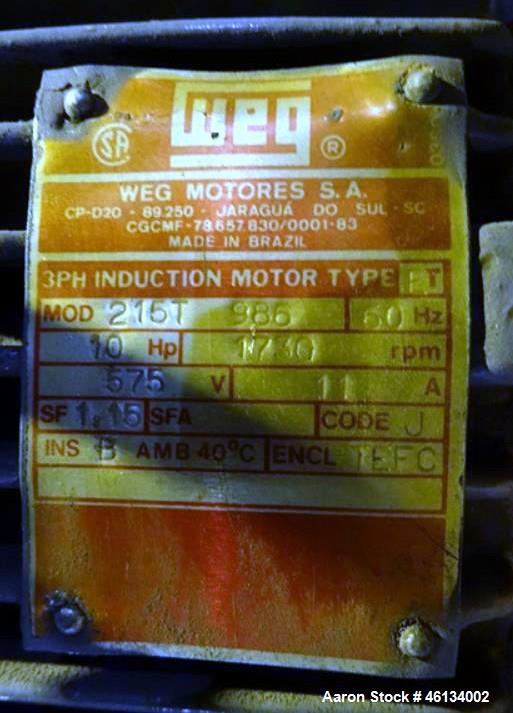 weg ®
WEG MOTORES S.A.
CP-D20 - 89.250 - JARAGUÁ DO SUL - SC
CGCMF-78.657.830/0001-83
MADE IN BRAZIL
3PH INDUCTION MOTOR TYPE
MOD 215T 986 60 Hz
10 Hp 1730 rpm
575 V 11 A
SF 1.15 SFA CODE J
INS B AMB 40°C ENCL TEFC
Aaron Stock # 46134002